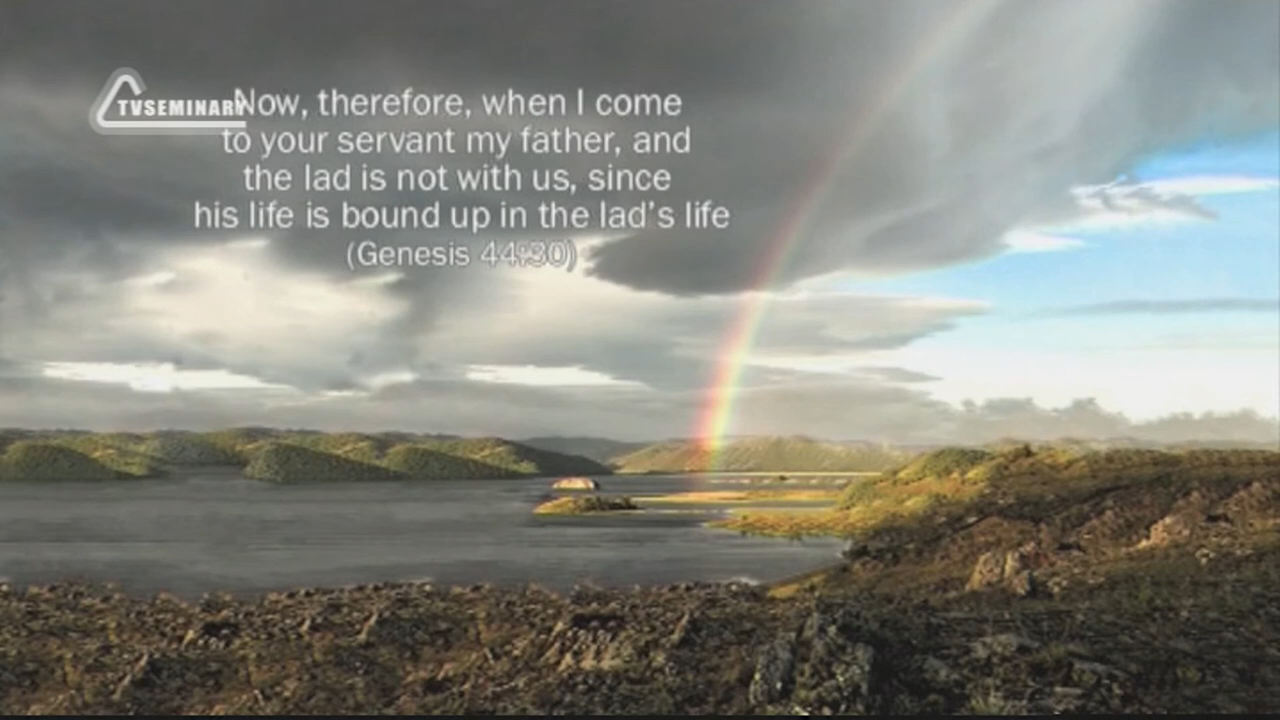 TVSEMINARY
Now, therefore, when I come
to your servant my father, and
the lad is not with us, since
his life is bound up in the lad's life
(Genesis 44:30)